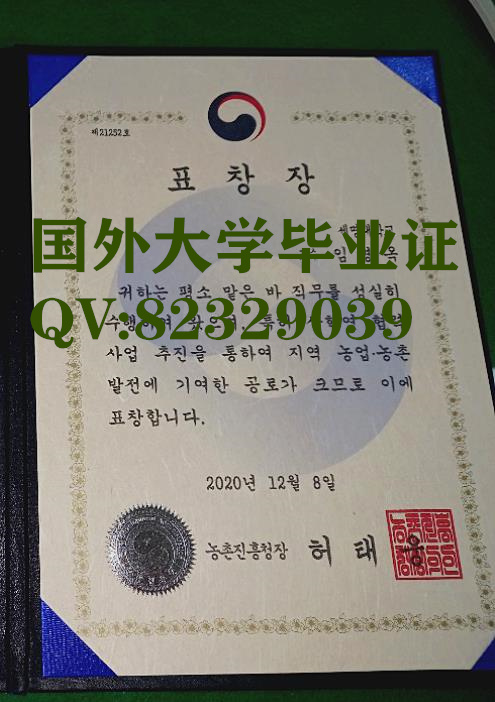 제21252호
표 창 장
国外大学毕业证
귀하는 평소 맡은 바 직무를 성실히
QV:82329039
사업 추진을 통하여 지역 농업·농촌
발전에 기여한 공로가 크므로 이에
표창합니다.
2020년 12월 8일
농촌진흥청장 허 태 웅